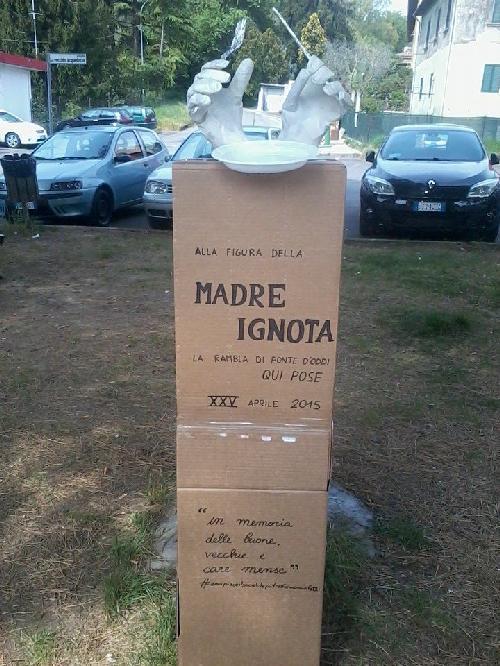 ALLA FIGURA DELLA
MADRE
IGNOTA
LA RAMBLA DI PONTE D'ODDI
QUI POSE
XXV APRILE 2015
"in memoria
delle buone,
vecchie e
care mense"